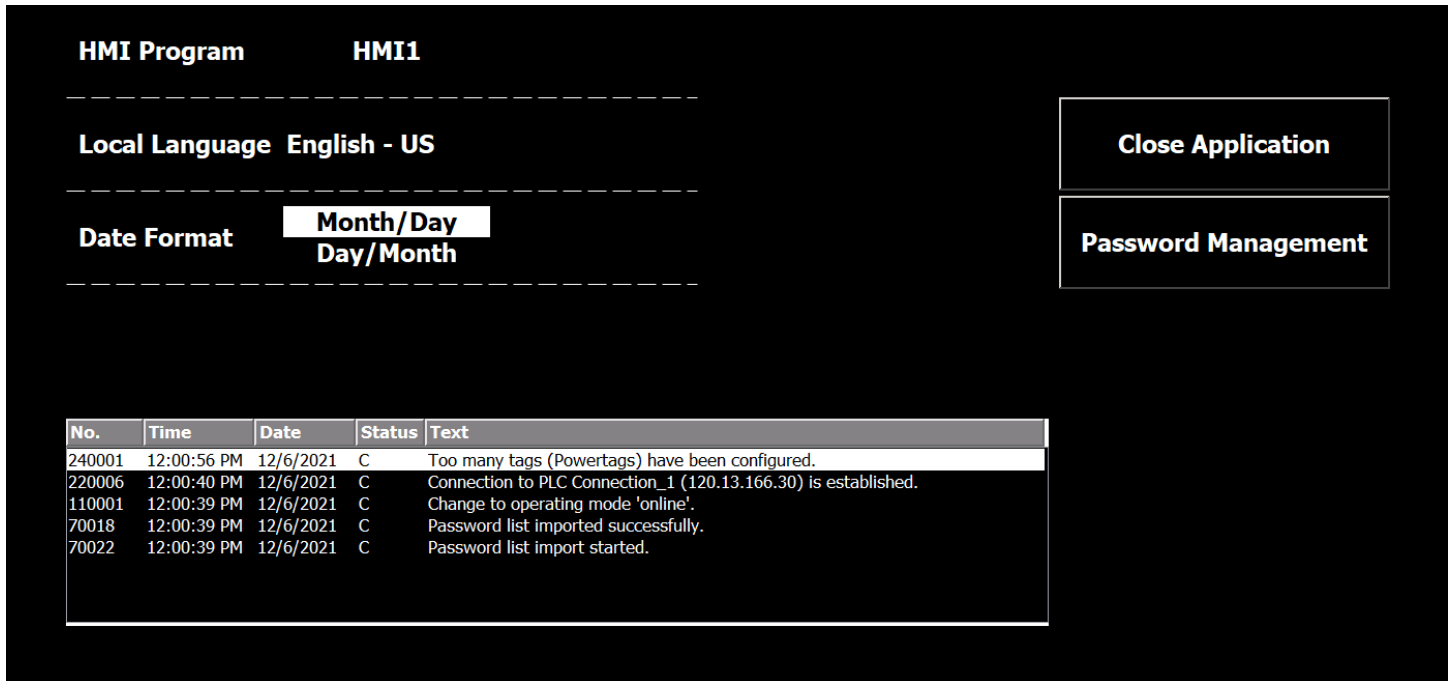 HMI Program HMI1
Local Language English - US
Close Application
Date Format Month/Day
Day/Month
Password Management
No. Time Date Status Text
240001 12:00:56 PM 12/6/2021 C Too many tags (Powertags) have been configured.
220006 12:00:40 PM 12/6/2021 C Connection to PLC Connection_1 (120.13.166.30) is established.
110001 12:00:39 PM 12/6/2021 C Change to operating mode 'online'.
70018 12:00:39 PM 12/6/2021 C Password list imported successfully.
70022 12:00:39 PM 12/6/2021 C Password list import started.